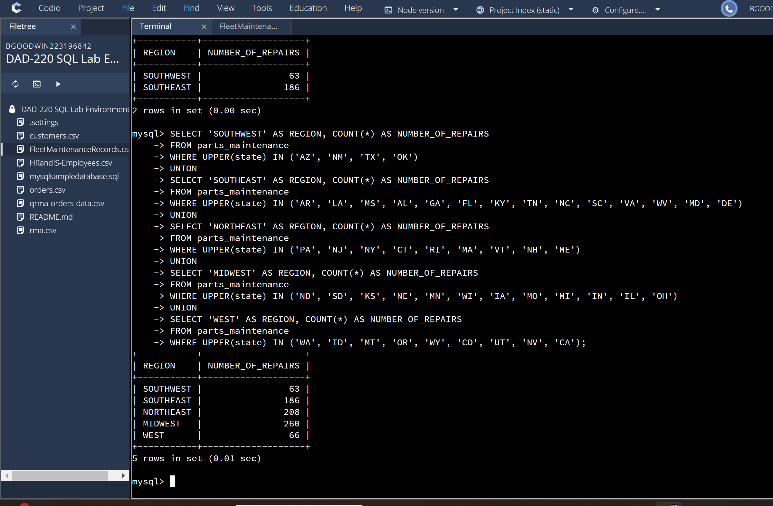 Codio Project File Edit Find View Tools Education Help Node version Project Index (static) Configure.... BGOOD
Filetree × Terminal × FleetMaintena...
BGOODWIN223196842
DAD-220 SQL Lab E...
DAD-220 SQL Lab Environment
.settings
customers.csv
FleetMaintenanceRecords.cs
HRandIS-Employees.csv
mysqlsampledatabase.sql
orders.csv
qrma-orders-data.csv
README.md
rma.csv
+-----------+-------------------+
| REGION | NUMBER_OF_REPAIRS |
+-----------+-------------------+
| SOUTHWEST | 63 |
| SOUTHEAST | 186 |
+-----------+-------------------+
2 rows in set (0.00 sec)
mysql> SELECT 'SOUTHWEST' AS REGION, COUNT(*) AS NUMBER_OF_REPAIRS
-> FROM parts_maintenance
-> WHERE UPPER(state) IN ('AZ', 'NM', 'TX', 'OK')
-> UNION
-> SELECT 'SOUTHEAST' AS REGION, COUNT(*) AS NUMBER_OF_REPAIRS
-> FROM parts_maintenance
-> WHERE UPPER(state) IN ('AR', 'LA', 'MS', 'AL', 'GA', 'FL', 'KY', 'TN', 'NC', 'SC', 'VA', 'WV', 'MD', 'DE')
-> UNION
-> SELECT 'NORTHEAST' AS REGION, COUNT(*) AS NUMBER_OF_REPAIRS
-> FROM parts_maintenance
-> WHERE UPPER(state) IN ('PA', 'NJ', 'NY', 'CT', 'RI', 'MA', 'VT', 'NH', 'ME')
-> UNION
-> SELECT 'MIDWEST' AS REGION, COUNT(*) AS NUMBER_OF_REPAIRS
-> FROM parts_maintenance
-> WHERE UPPER(state) IN ('ND', 'SD', 'KS', 'NE', 'MN', 'WI', 'IA', 'MO', 'MI', 'IN', 'IL', 'OH')
-> UNION
-> SELECT 'WEST' AS REGION, COUNT(*) AS NUMBER_OF_REPAIRS
-> FROM parts_maintenance
-> WHERE UPPER(state) IN ('WA', 'ID', 'MT', 'OR', 'WY', 'CO', 'UT', 'NV', 'CA');
+-----------+-------------------+
| REGION | NUMBER_OF_REPAIRS |
+-----------+-------------------+
| SOUTHWEST | 63 |
| SOUTHEAST | 186 |
| NORTHEAST | 208 |
| MIDWEST | 260 |
| WEST | 66 |
+-----------+-------------------+
5 rows in set (0.01 sec)
mysql>